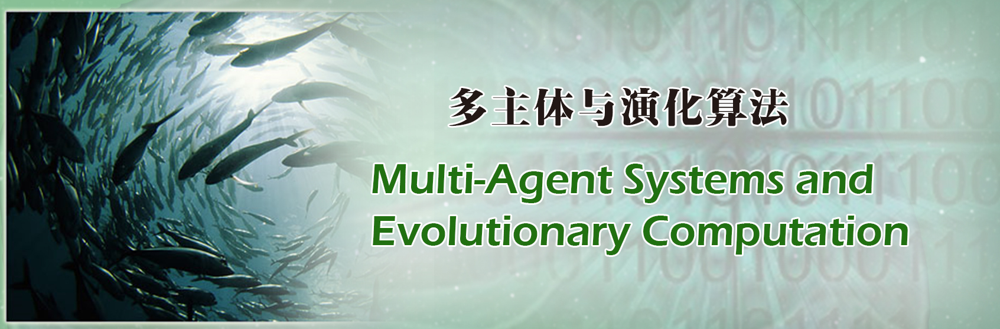 多主体与演化算法
Multi-Agent Systems and
Evolutionary Computation